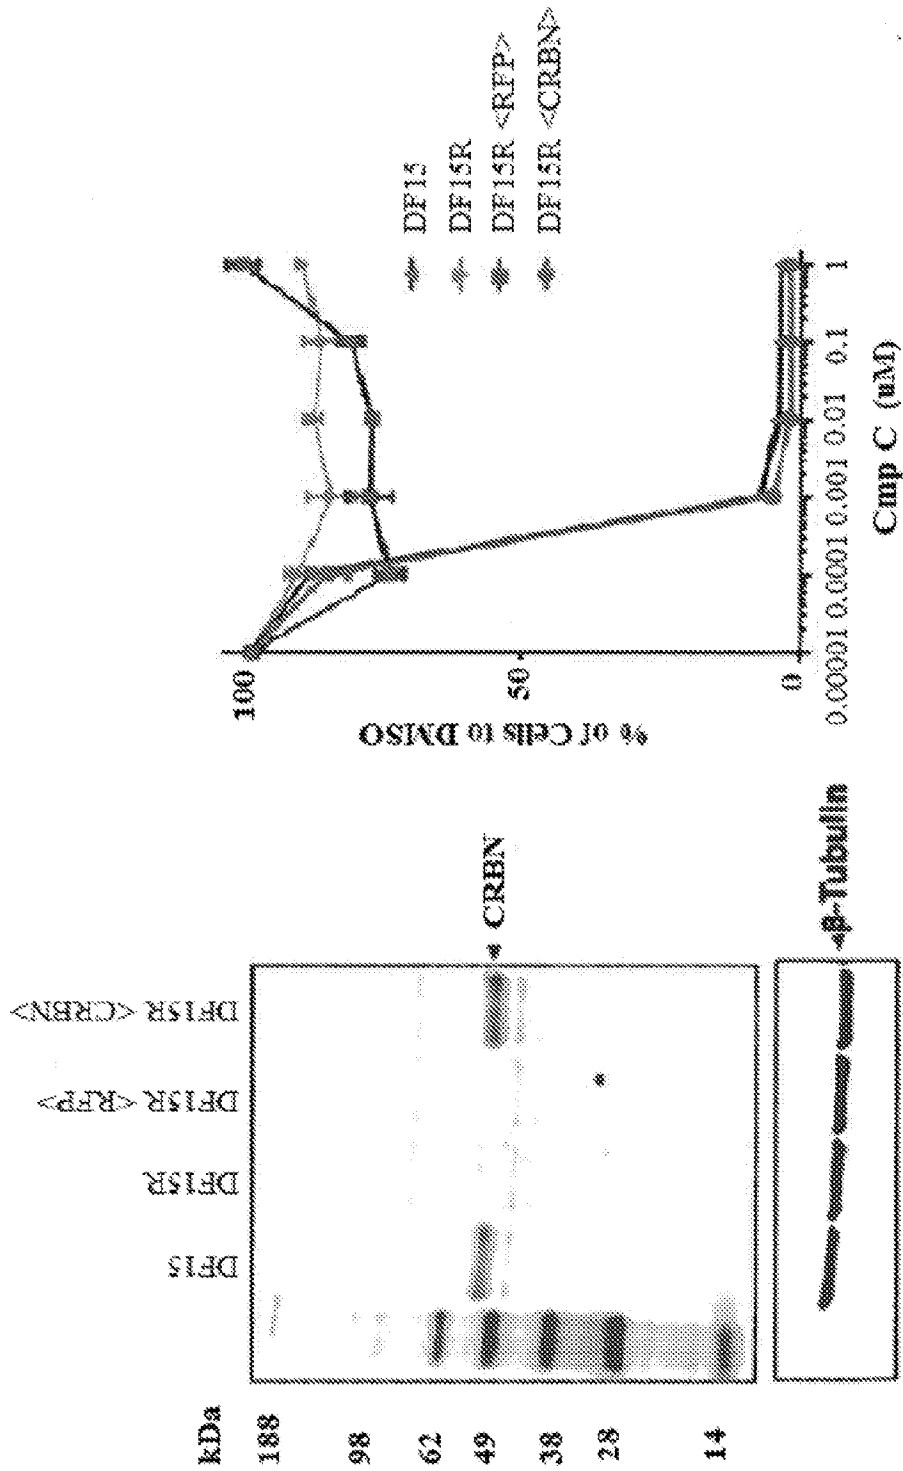 kDa
188
98
62
49
38
28
14
DF15
DF15R
DF15R <RFP>
DF15R <CRBN>
CRBN
β-Tubulin
% of Cells to DMSO
100
50
0
0.00001 0.0001 0.001 0.01 0.1 1
Cmp C (uM)
DF15
DF15R
DF15R <RFP>
DF15R <CRBN>